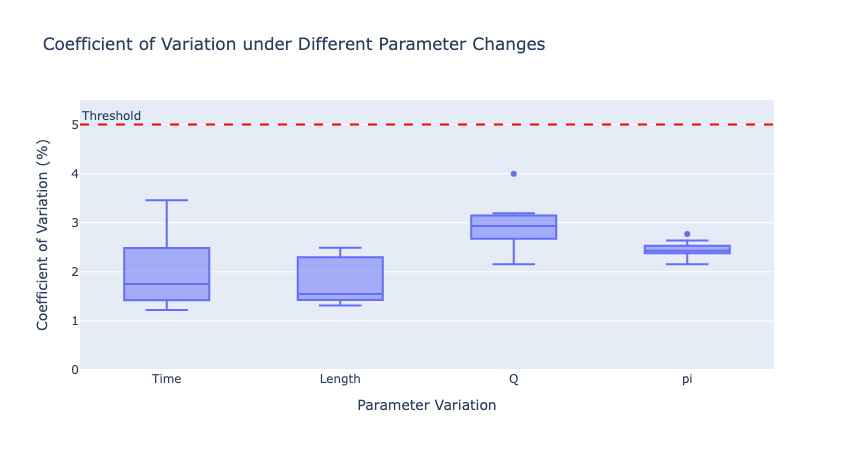 Coefficient of Variation under Different Parameter Changes
Threshold
5
4
3
2
1
0
Coefficient of Variation (%)
Time
Length
Q
pi
Parameter Variation